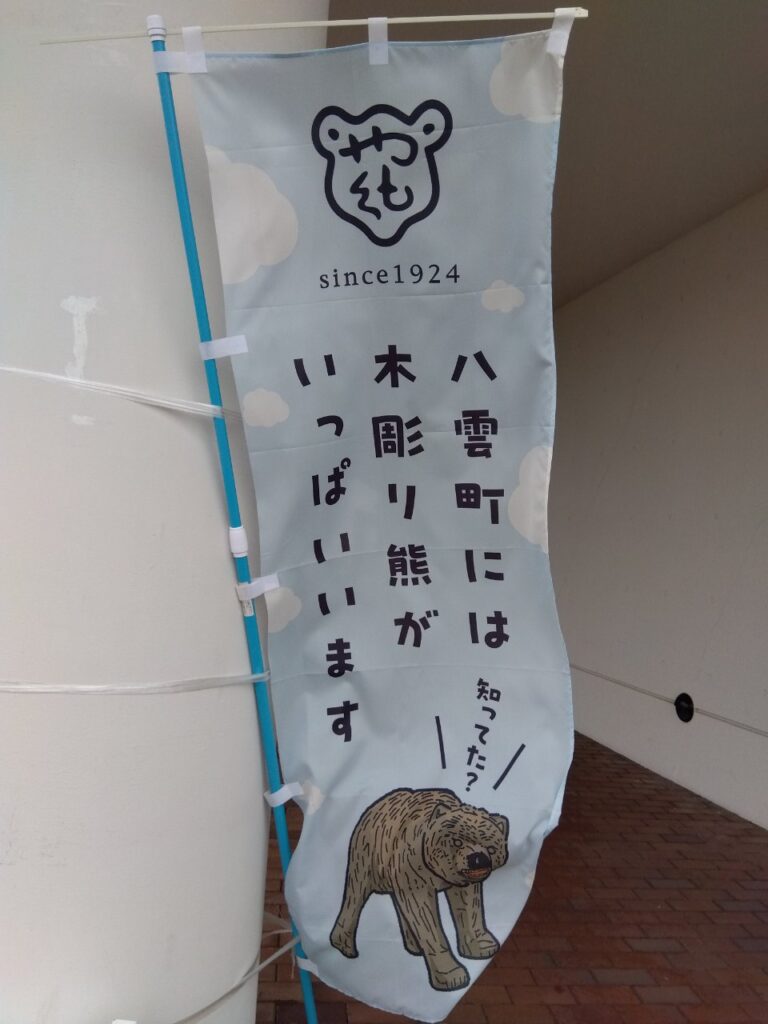 やくも
since1924
八雲町には
木彫り熊が
いっぱいいます
知ってた?